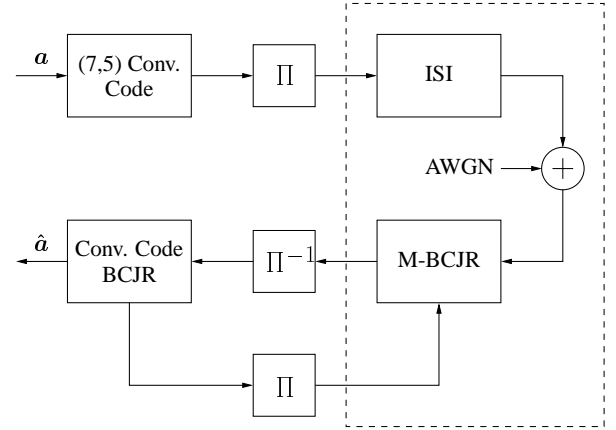 a
(7,5) Conv.
Code
∏
ISI
AWGN
+
â
Conv. Code
BCJR
∏−1
M-BCJR
∏